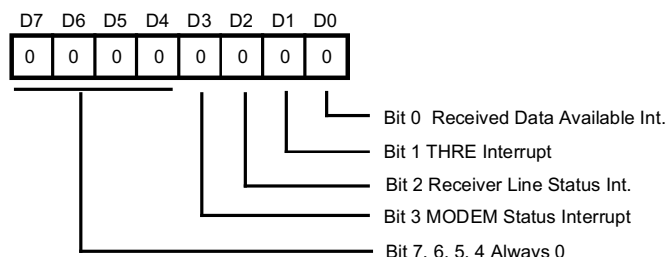 D7 D6 D5 D4 D3 D2 D1 D0
0 0 0 0 0 0 0 0
Bit 0 Received Data Available Int.
Bit 1 THRE Interrupt
Bit 2 Receiver Line Status Int.
Bit 3 MODEM Status Interrupt
Bit 7, 6, 5, 4 Always 0